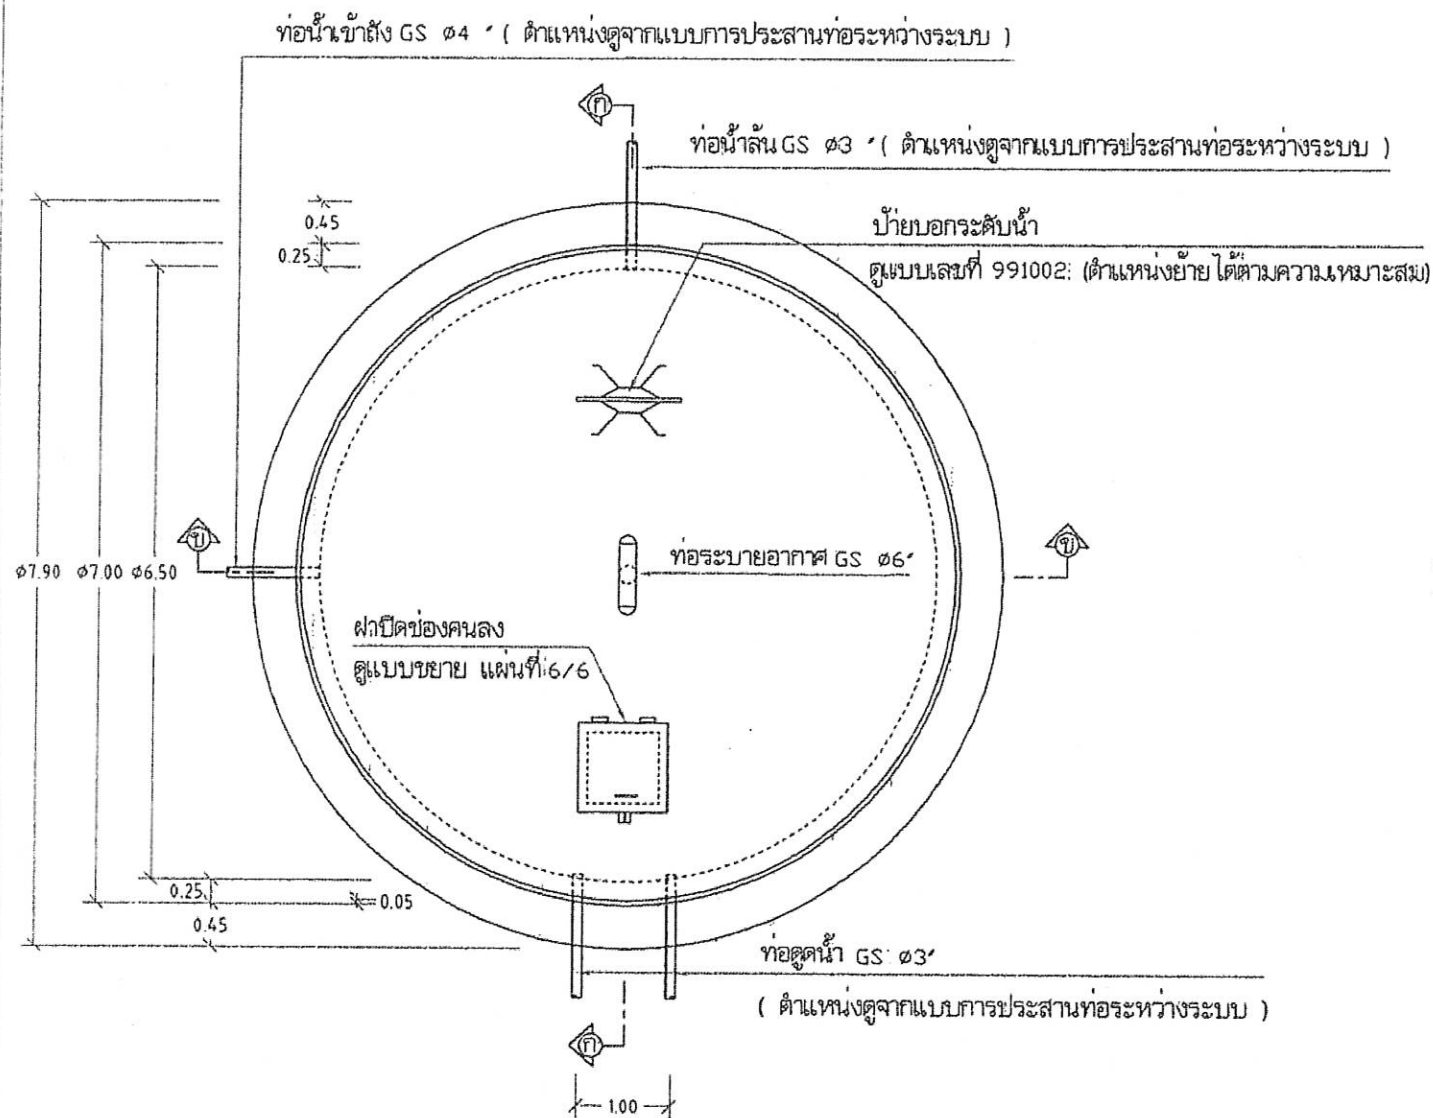 ท่อน้ำเข้าถัง GS ⌀4 " ( ตำแหน่งดูจากแบบการประสานท่อระหว่างระบบ )
ก
ท่อน้ำล้น GS ⌀3 " ( ตำแหน่งดูจากแบบการประสานท่อระหว่างระบบ )
0.45
0.25
ป้ายบอกระดับน้ำ
ดูแบบเลขที่ 991002: (ตำแหน่งย้ายได้ตามความเหมาะสม)
ข
ข
⌀7.90 ⌀7.00 ⌀6.50
ท่อระบายอากาศ GS ⌀6"
ฝาปิดช่องคนลง
ดูแบบขยาย แผ่นที่ 6/6
0.25
0.05
0.45
ท่อดูดน้ำ GS ⌀3"
( ตำแหน่งดูจากแบบการประสานท่อระหว่างระบบ )
ก
1.00